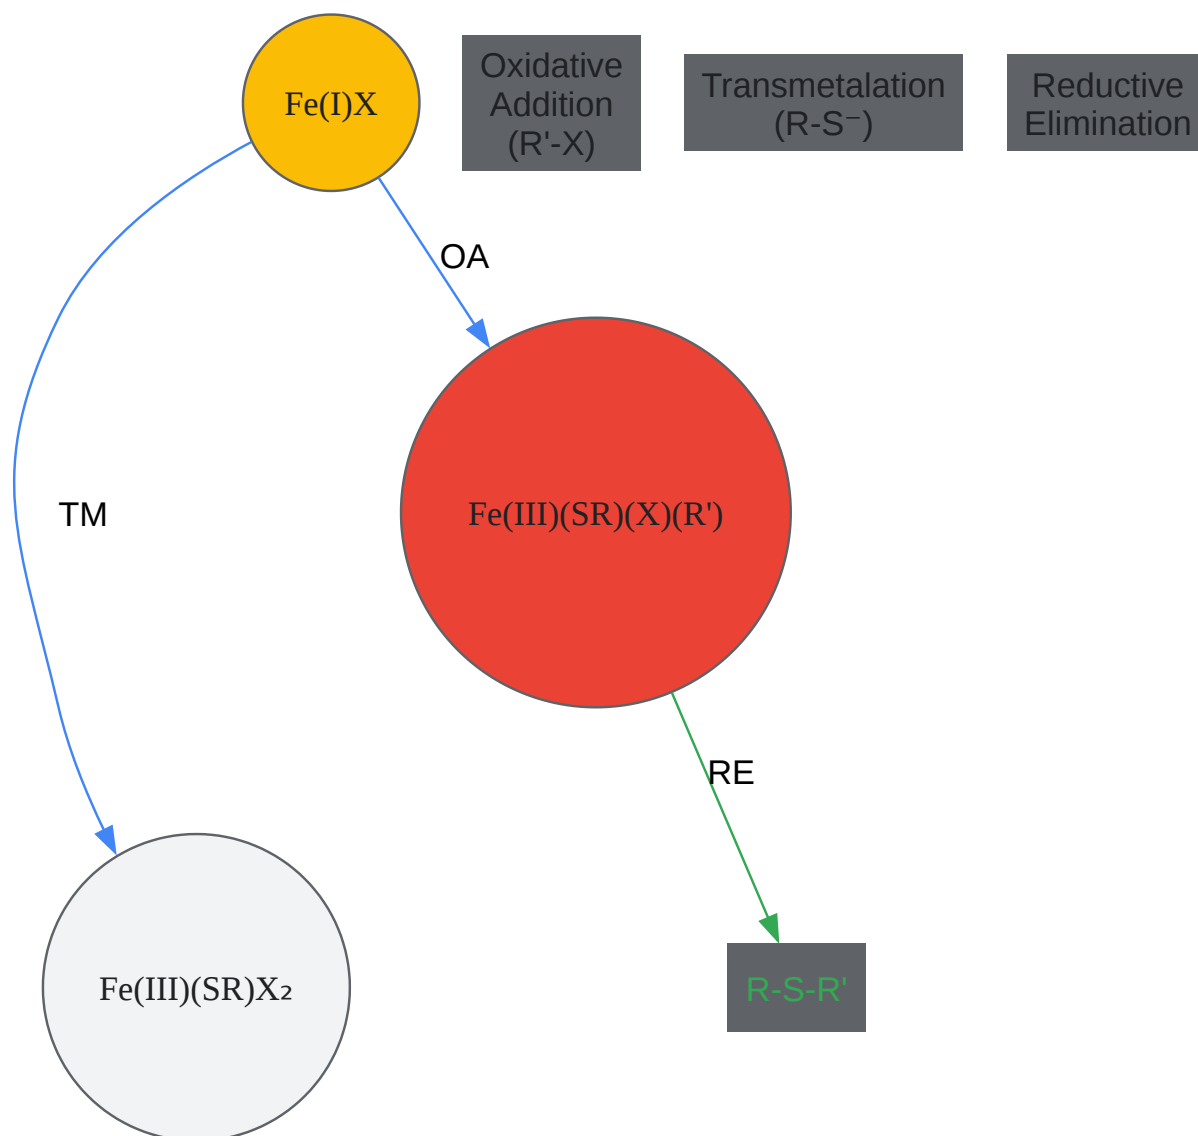 Fe(I)X
Oxidative
Addition
(R'-X)
Transmetalation
(R-S⁻)
Reductive
Elimination
OA
TM
Fe(III)(SR)(X)(R')
RE
Fe(III)(SR)X₂
R-S-R'